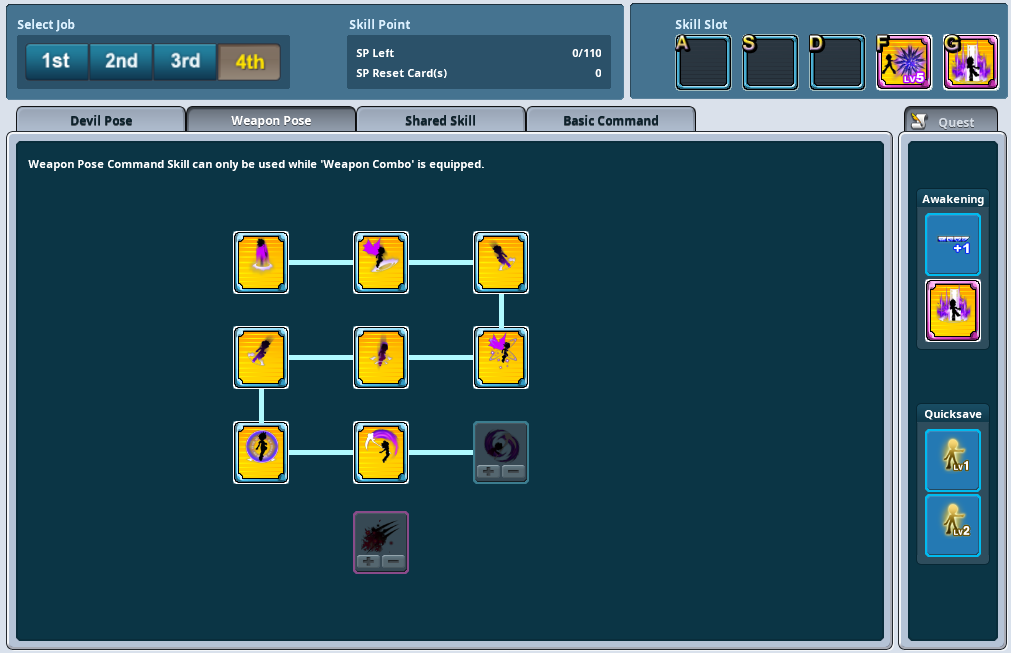 Select Job
1st 2nd 3rd 4th
Skill Point
SP Left 0/110
SP Reset Card(s) 0
Skill Slot
A S D F G
LV5
Devil Pose Weapon Pose Shared Skill Basic Command
Quest
Weapon Pose Command Skill can only be used while 'Weapon Combo' is equipped.
Awakening
+1
Quicksave
LV1
LV2